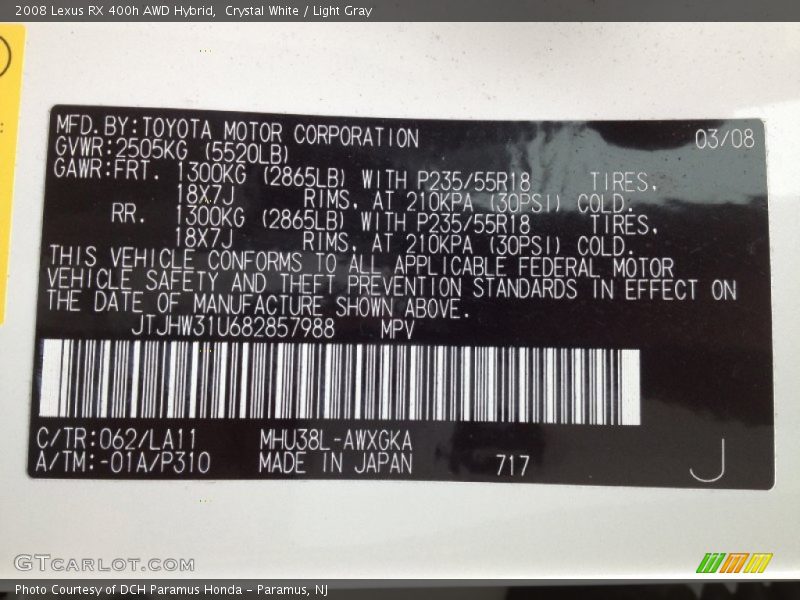 2008 Lexus RX 400h AWD Hybrid,  Crystal White / Light Gray
MFD.BY:TOYOTA MOTOR CORPORATION 03/08
GVWR:2505KG (5520LB)
GAWR:FRT. 1300KG (2865LB) WITH P235/55R18 TIRES,
18X7J RIMS, AT 210KPA (30PSI) COLD.
RR. 1300KG (2865LB) WITH P235/55R18 TIRES,
18X7J RIMS, AT 210KPA (30PSI) COLD.
THIS VEHICLE CONFORMS TO ALL APPLICABLE FEDERAL MOTOR
VEHICLE SAFETY AND THEFT PREVENTION STANDARDS IN EFFECT ON
THE DATE OF MANUFACTURE SHOWN ABOVE.
JTJHW31U682857988 MPV
C/TR:062/LA11 MHU38L-AWXGKA
A/TM:-01A/P310 MADE IN JAPAN 717 J
GTCARLOT.COM
Photo Courtesy of DCH Paramus Honda - Paramus, NJ